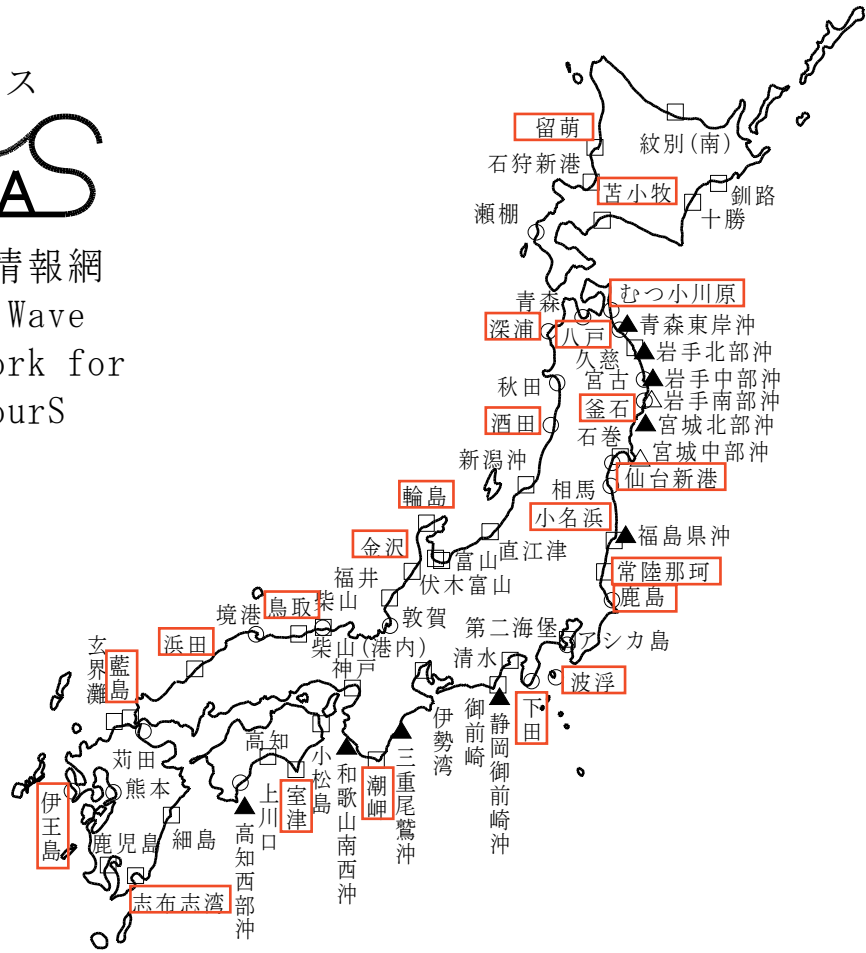 ス
AS
情報網
Wave
ork for
ourS
留萌
紋別(南)
石狩新港
苫小牧
釧路
十勝
瀬棚
青森
むつ小川原
深浦
八戸
青森東岸沖
久慈
岩手北部沖
秋田
宮古
岩手中部沖
釜石
岩手南部沖
酒田
宮城北部沖
石巻
宮城中部沖
新潟沖
相馬
仙台新港
輪島
小名浜
福島県沖
金沢
直江津
富山
伏木富山
常陸那珂
福井
鹿島
鳥取
柴山
境港
敦賀
第二海堡
アシカ島
浜田
柴山(港内)
神戸
清水
波浮
玄界灘
藍島
下田
御前崎
静岡御前崎沖
伊勢湾
三重尾鷲沖
潮岬
和歌山南西沖
小松島
高知
室津
上川口
高知西部沖
苅田
熊本
伊王島
細島
鹿児島
志布志湾